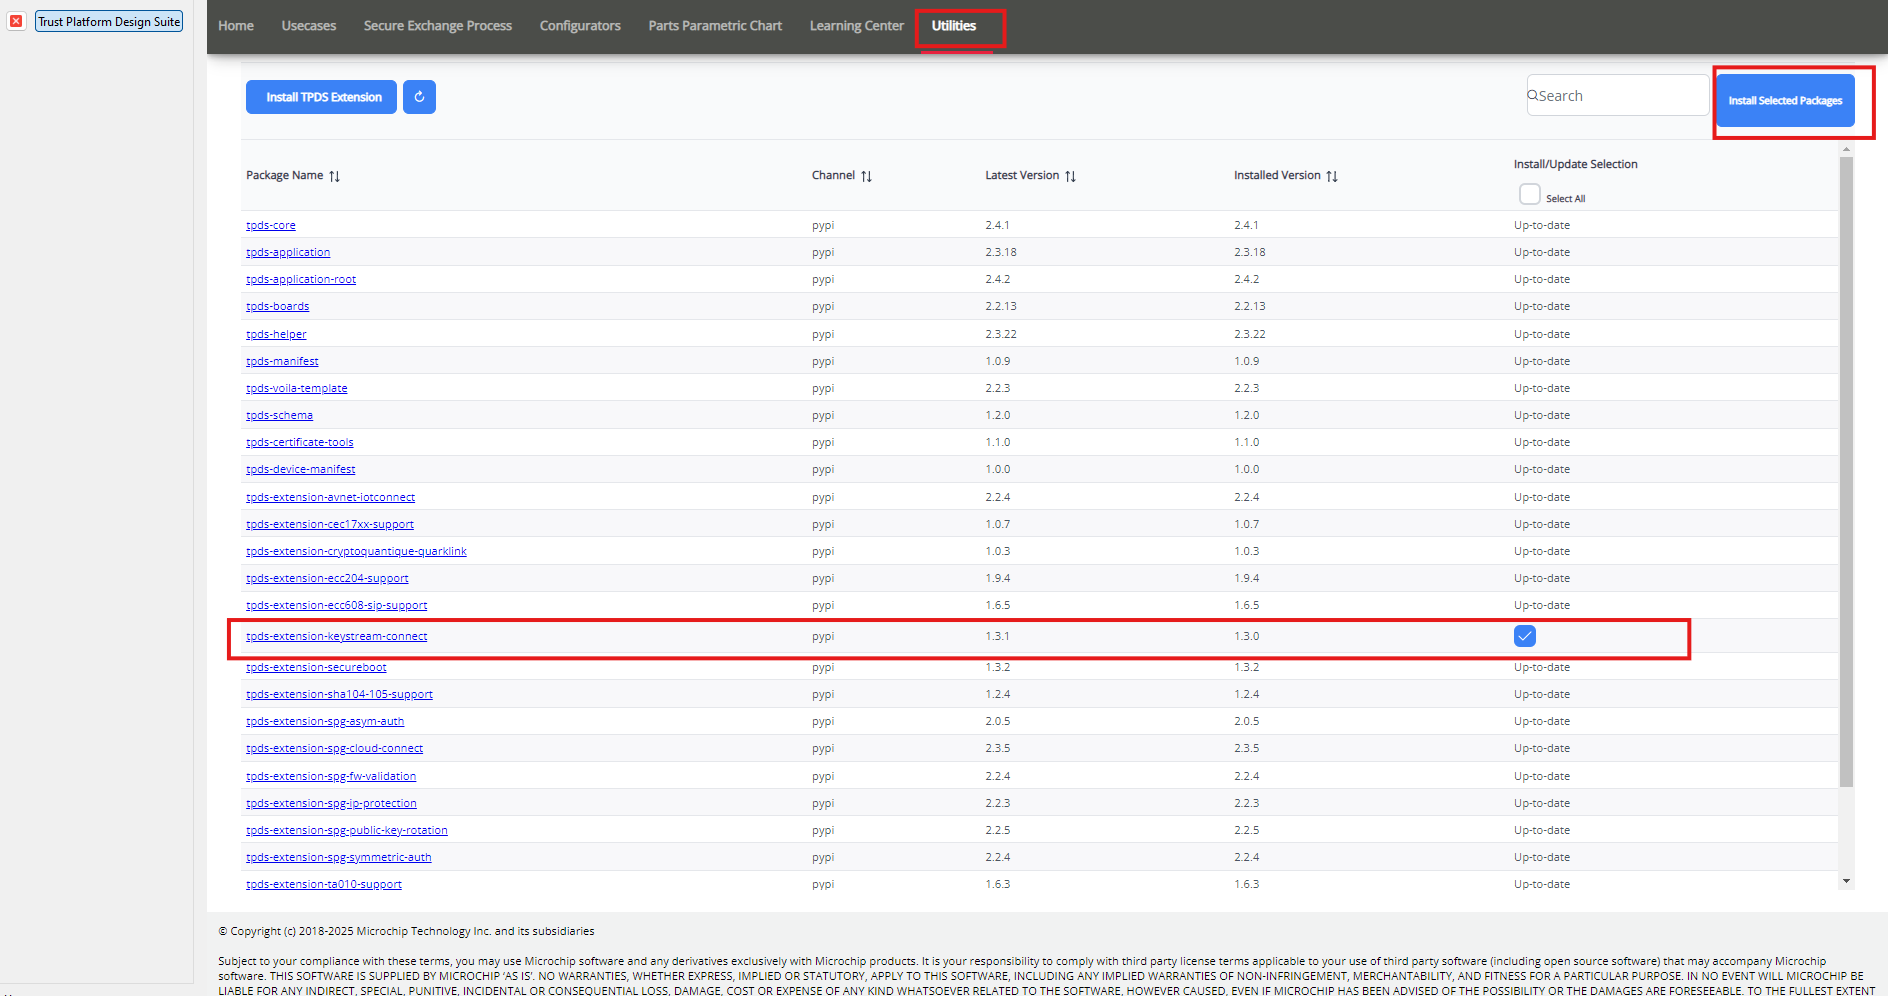 Trust Platform Design Suite
Home Usecases Secure Exchange Process Configurators Parts Parametric Chart Learning Center Utilities
Install TPDS Extension Search Install Selected Packages
Package Name Channel Latest Version Installed Version Install/Update Selection
Select All
tpds-core pypi 2.4.1 2.4.1 Up-to-date
tpds-application pypi 2.3.18 2.3.18 Up-to-date
tpds-application-root pypi 2.4.2 2.4.2 Up-to-date
tpds-boards pypi 2.2.13 2.2.13 Up-to-date
tpds-helper pypi 2.3.22 2.3.22 Up-to-date
tpds-manifest pypi 1.0.9 1.0.9 Up-to-date
tpds-voila-template pypi 2.2.3 2.2.3 Up-to-date
tpds-schema pypi 1.2.0 1.2.0 Up-to-date
tpds-certificate-tools pypi 1.1.0 1.1.0 Up-to-date
tpds-device-manifest pypi 1.0.0 1.0.0 Up-to-date
tpds-extension-avnet-iotconnect pypi 2.2.4 2.2.4 Up-to-date
tpds-extension-cec17xx-support pypi 1.0.7 1.0.7 Up-to-date
tpds-extension-cryptoquantique-quarklink pypi 1.0.3 1.0.3 Up-to-date
tpds-extension-ecc204-support pypi 1.9.4 1.9.4 Up-to-date
tpds-extension-ecc608-sip-support pypi 1.6.5 1.6.5 Up-to-date
tpds-extension-keystream-connect pypi 1.3.1 1.3.0
tpds-extension-secureboot pypi 1.3.2 1.3.2 Up-to-date
tpds-extension-sha104-105-support pypi 1.2.4 1.2.4 Up-to-date
tpds-extension-spg-asym-auth pypi 2.0.5 2.0.5 Up-to-date
tpds-extension-spg-cloud-connect pypi 2.3.5 2.3.5 Up-to-date
tpds-extension-spg-fw-validation pypi 2.2.4 2.2.4 Up-to-date
tpds-extension-spg-ip-protection pypi 2.2.3 2.2.3 Up-to-date
tpds-extension-spg-public-key-rotation pypi 2.2.5 2.2.5 Up-to-date
tpds-extension-spg-symmetric-auth pypi 2.2.4 2.2.4 Up-to-date
tpds-extension-ta010-support pypi 1.6.3 1.6.3 Up-to-date
© Copyright (c) 2018-2025 Microchip Technology Inc. and its subsidiaries
Subject to your compliance with these terms, you may use Microchip software and any derivatives exclusively with Microchip products. It is your responsibility to comply with third party license terms applicable to your use of third party software (including open source software) that may accompany Microchip
software. THIS SOFTWARE IS SUPPLIED BY MICROCHIP 'AS IS'. NO WARRANTIES, WHETHER EXPRESS, IMPLIED OR STATUTORY, APPLY TO THIS SOFTWARE, INCLUDING ANY IMPLIED WARRANTIES OF NON-INFRINGEMENT, MERCHANTABILITY, AND FITNESS FOR A PARTICULAR PURPOSE. IN NO EVENT WILL MICROCHIP BE
LIABLE FOR ANY INDIRECT, SPECIAL, PUNITIVE, INCIDENTAL OR CONSEQUENTIAL LOSS, DAMAGE, COST OR EXPENSE OF ANY KIND WHATSOEVER RELATED TO THE SOFTWARE, HOWEVER CAUSED, EVEN IF MICROCHIP HAS BEEN ADVISED OF THE POSSIBILITY OR THE DAMAGES ARE FORESEEABLE. TO THE FULLEST EXTENT